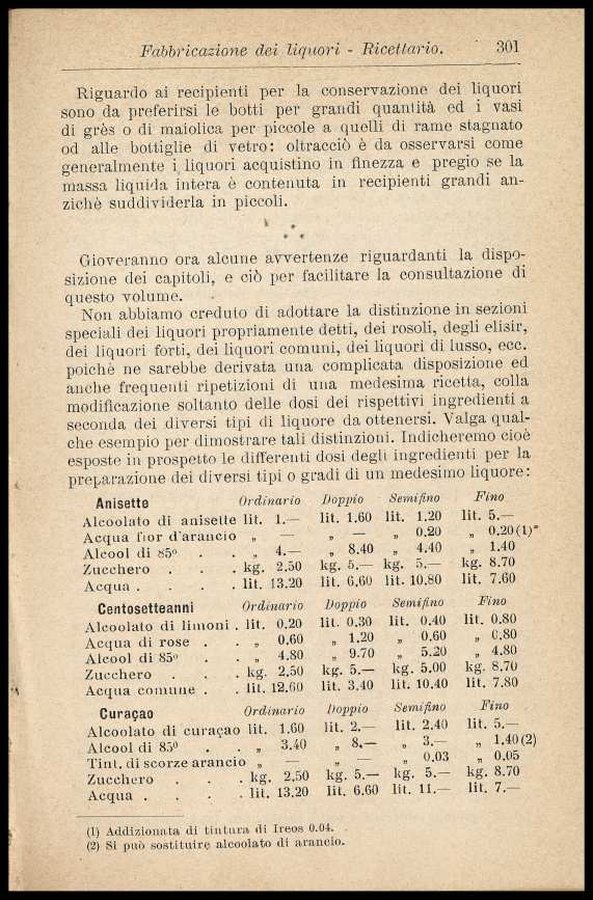 Fabbricazione dei liquori - Ricettario. 301
Riguardo ai recipienti per la conservazione dei liquori
sono da preferirsi le botti per grandi quantità ed i vasi
di grès o di maiolica per piccole a quelli di rame stagnato
od alle bottiglie di vetro: oltracciò è da osservarsi come
generalmente i liquori acquistino in finezza e pregio se la
massa liquida intera è contenuta in recipienti grandi an-
zichè suddividerla in piccoli.
Gioveranno ora alcune avvertenze riguardanti la dispo-
sizione dei capitoli, e ciò per facilitare la consultazione di
questo volume.
Non abbiamo creduto di adottare la distinzione in sezioni
speciali dei liquori propriamente detti, dei rosoli, degli elisir,
dei liquori forti, dei liquori comuni, dei liquori di lusso, ecc.
poichè ne sarebbe derivata una complicata disposizione ed
anche frequenti ripetizioni di una medesima ricetta, colla
modificazione soltanto delle dosi dei rispettivi ingredienti a
seconda dei diversi tipi di liquore da ottenersi. Valga qual-
che esempio per dimostrare tali distinzioni. Indicheremo cioè
esposte in prospetto le differenti dosi degli ingredienti per la
preparazione dei diversi tipi o gradi di un medesimo liquore:
Anisette Ordinario Doppio Semifino Fino
Alcoolato di anisette lit. 1.— lit. 1.60 lit. 1.20 lit. 5.—
Acqua fior d'arancio „ — „ — „ 0.20 „ 0.20(1)
Alcool di 85º . . „ 4.— „ 8.40 „ 4.40 „ 1.40
Zucchero . . . kg. 2.50 kg. 5.— kg. 5.— kg. 8.70
Acqua . . . . lit. 13.20 lit. 6.60 lit. 10.80 lit. 7.60
Centosetteanni Ordinario Doppio Semifino Fino
Alcoolato di limoni . lit. 0.20 lit. 0.30 lit. 0.40 lit. 0.80
Acqua di rose . . „ 0.60 „ 1.20 „ 0.60 „ 0.80
Alcool di 85º . . „ 4.80 „ 9.70 „ 5.20 „ 4.80
Zucchero . . . kg. 2.50 kg. 5.— kg. 5.00 kg. 8.70
Acqua comune . . lit. 12.60 lit. 3.40 lit. 10.40 lit. 7.80
Curaçao Ordinario Doppio Semifino Fino
Alcoolato di curaçao lit. 1.60 lit. 2.— lit. 2.40 lit. 5.—
Alcool di 85º . . „ 3.40 „ 8.— „ 3.— „ 1.40(2)
Tint. di scorze arancio „ — „ — „ 0.03 „ 0.05
Zucchero . . . kg. 2.50 kg. 5.— kg. 5.— kg. 8.70
Acqua . . . . lit. 13.20 lit. 6.60 lit. 11.— lit. 7.—
(1) Addizionata di tintura di Ireos 0.04.
(2) Si può sostituire alcoolato di arancio.